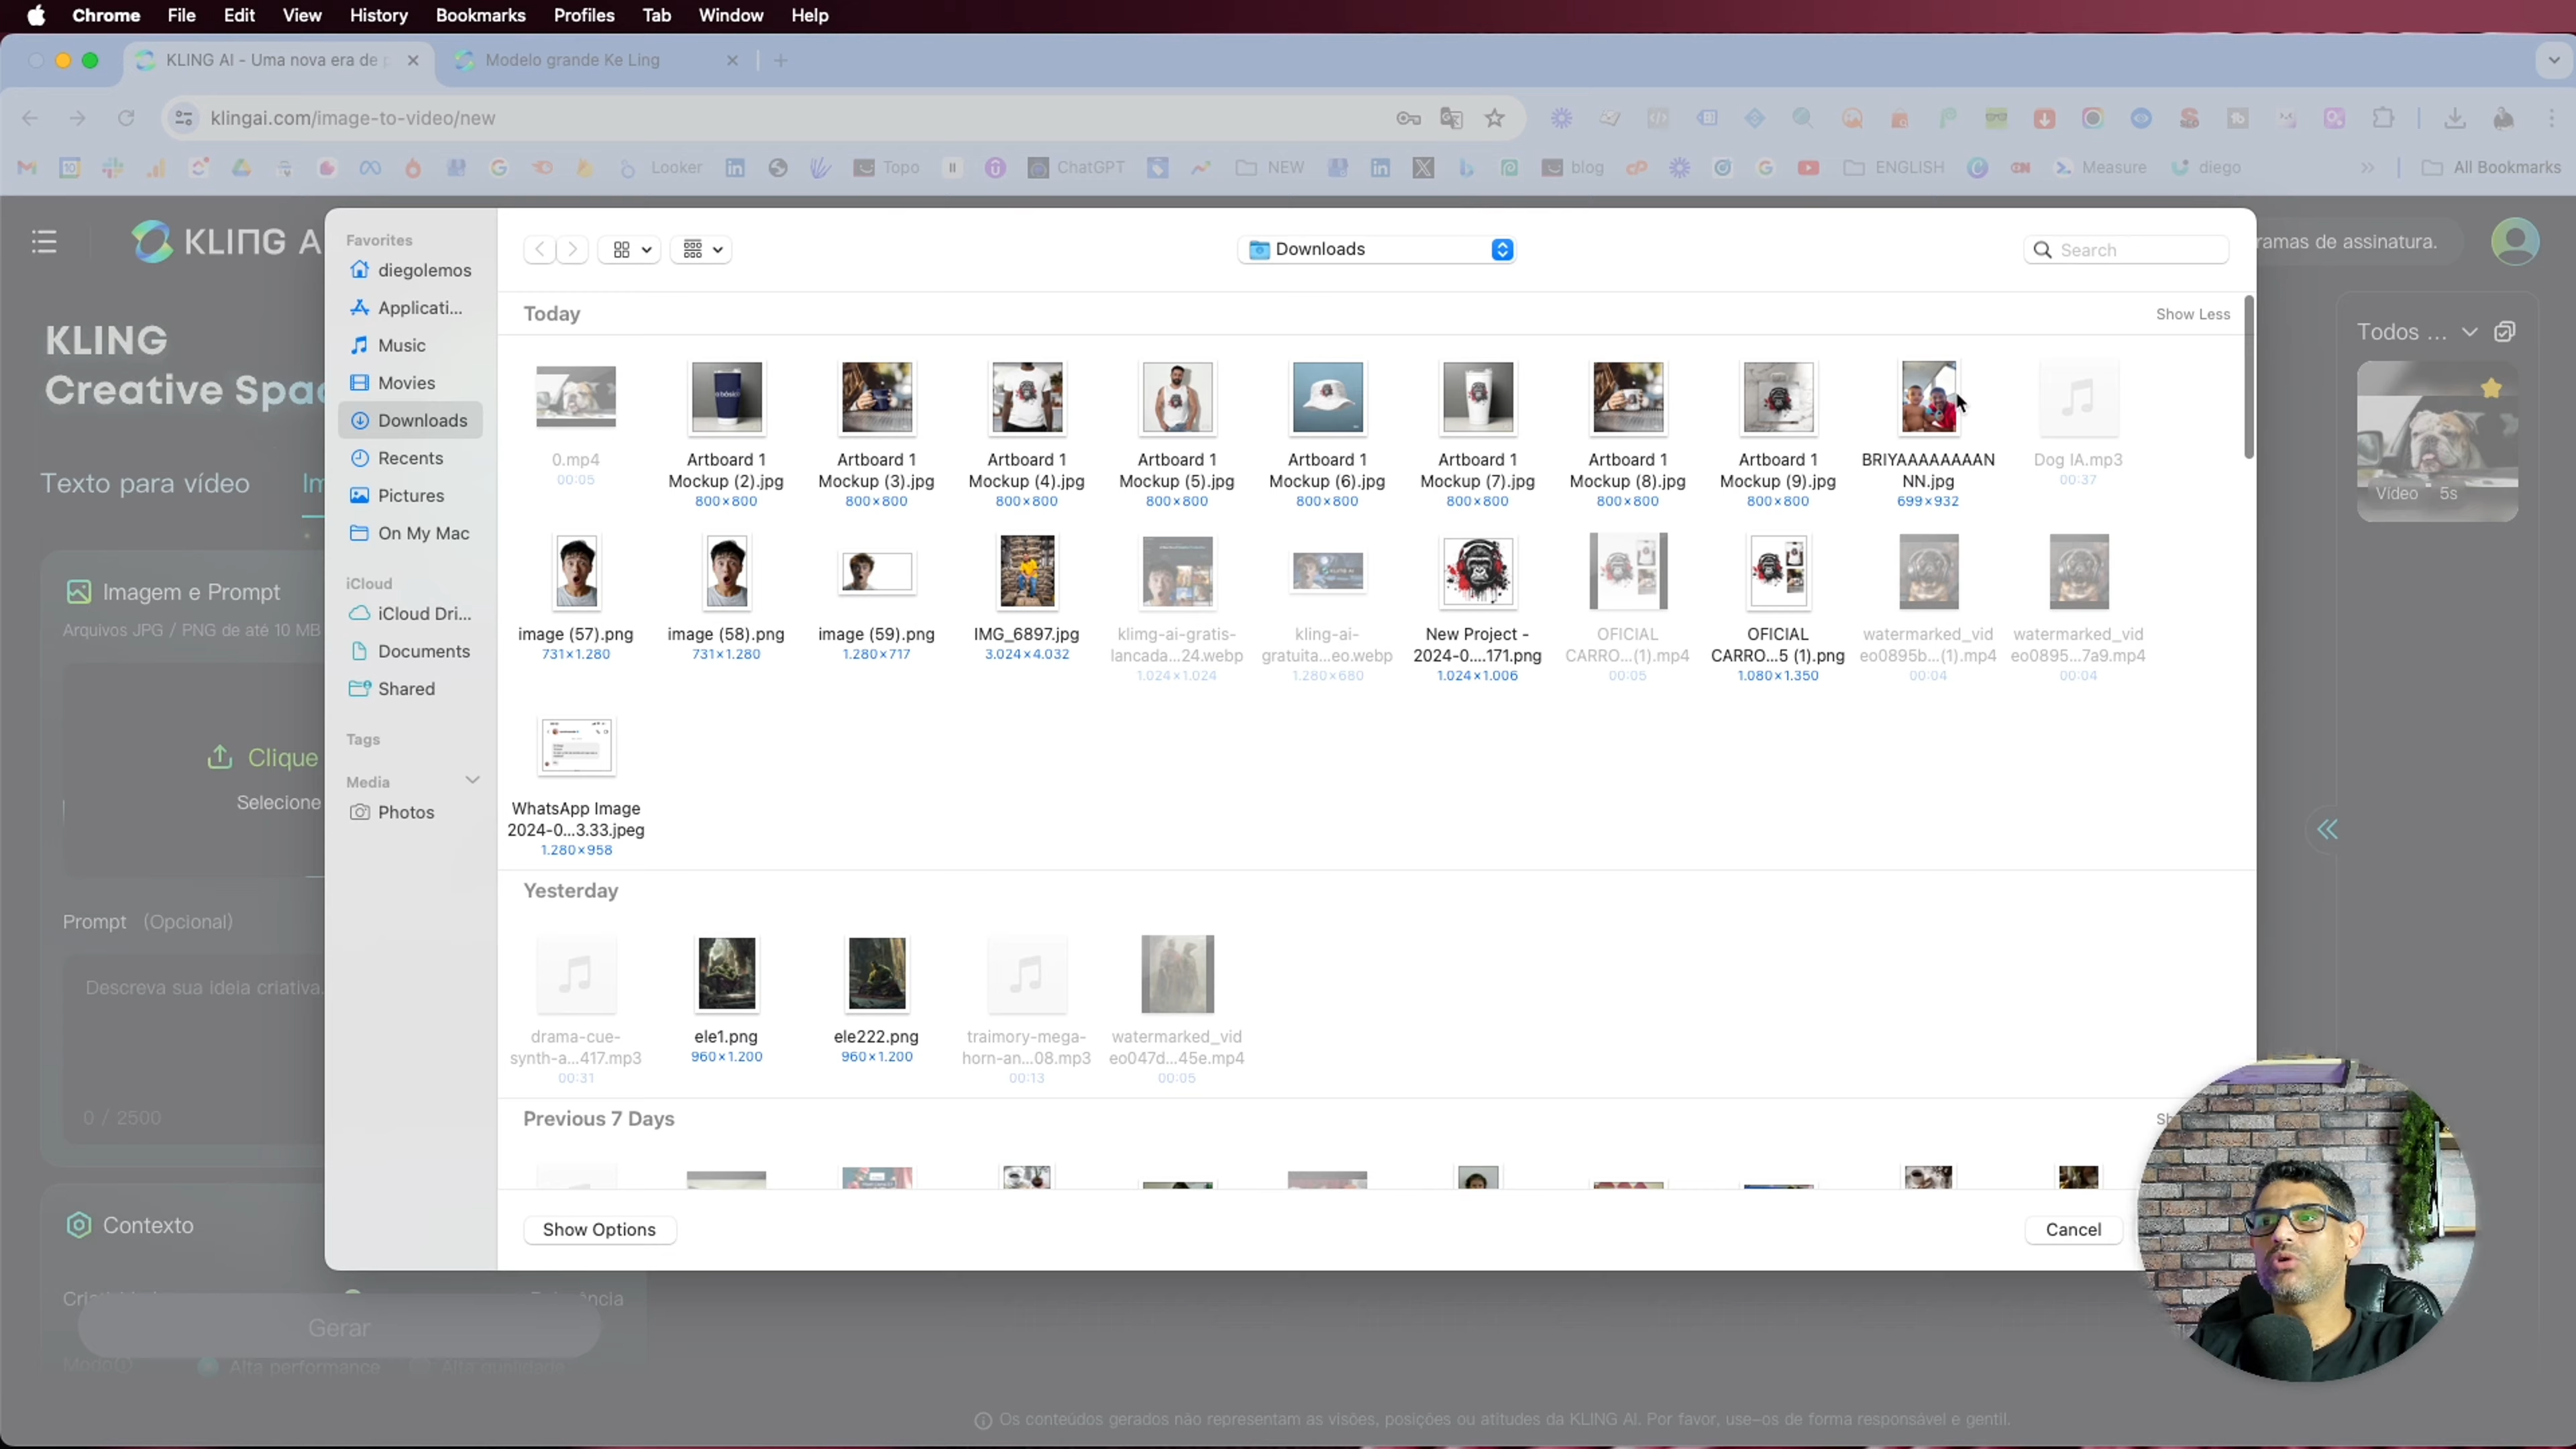 Chrome File Edit View History Bookmarks Profiles Tab Window Help
KLING AI - Uma nova era de
Modelo grande Ke Ling
klingai.com/image-to-video/new
Looker
Topo
ChatGPT
NEW
blog
ENGLISH
Measure
diego
All Bookmarks
KLING AI
ramas de assinatura.
KLING
Creative Spa
Texto para vídeo
Im
Imagem e Prompt
Arquivos JPG / PNG de até 10 MB
Clique
Selecione
Prompt (Opcional)
Descreva sua ideia criativa.
0 / 2500
Contexto
Gerar
Alta performance
Alta qualidade
Favorites
diegolemos
Applicati...
Music
Movies
Downloads
Recents
Pictures
On My Mac
iCloud
iCloud Dri...
Documents
Shared
Tags
Media
Photos
Downloads
Search
Today
Show Less
0.mp4
00:05
Artboard 1
Mockup (2).jpg
800×800
Artboard 1
Mockup (3).jpg
800×800
Artboard 1
Mockup (4).jpg
800×800
Artboard 1
Mockup (5).jpg
800×800
Artboard 1
Mockup (6).jpg
800×800
Artboard 1
Mockup (7).jpg
800×800
Artboard 1
Mockup (8).jpg
800×800
Artboard 1
Mockup (9).jpg
800×800
BRIYAAAAAAAAN
NN.jpg
699×932
Dog IA.mp3
00:37
image (57).png
731×1.280
image (58).png
731×1.280
image (59).png
1.280×717
IMG_6897.jpg
3.024×4.032
klimg-ai-gratis-
lancada...24.webp
1.024×1.024
kling-ai-
gratuita...eo.webp
1.280×680
New Project -
2024-0....171.png
1.024×1.006
OFICIAL
CARRO...(1).mp4
00:05
OFICIAL
CARRO...5 (1).png
1.080×1.350
watermarked_vid
eo0895b...(1).mp4
00:04
watermarked_vid
eo0895...7a9.mp4
00:04
WhatsApp Image
2024-0...3.33.jpeg
1.280×958
Yesterday
drama-cue-
synth-a...417.mp3
00:31
ele1.png
960×1.200
ele222.png
960×1.200
traimory-mega-
horn-an...08.mp3
00:13
watermarked_vid
eo047d...45e.mp4
00:05
Previous 7 Days
Show Options
Cancel
Todos ...
Vídeo
5s
Os conteúdos gerados não representam as visões, posições ou atitudes da KLING AI. Por favor, use-os de forma responsável e gentil.